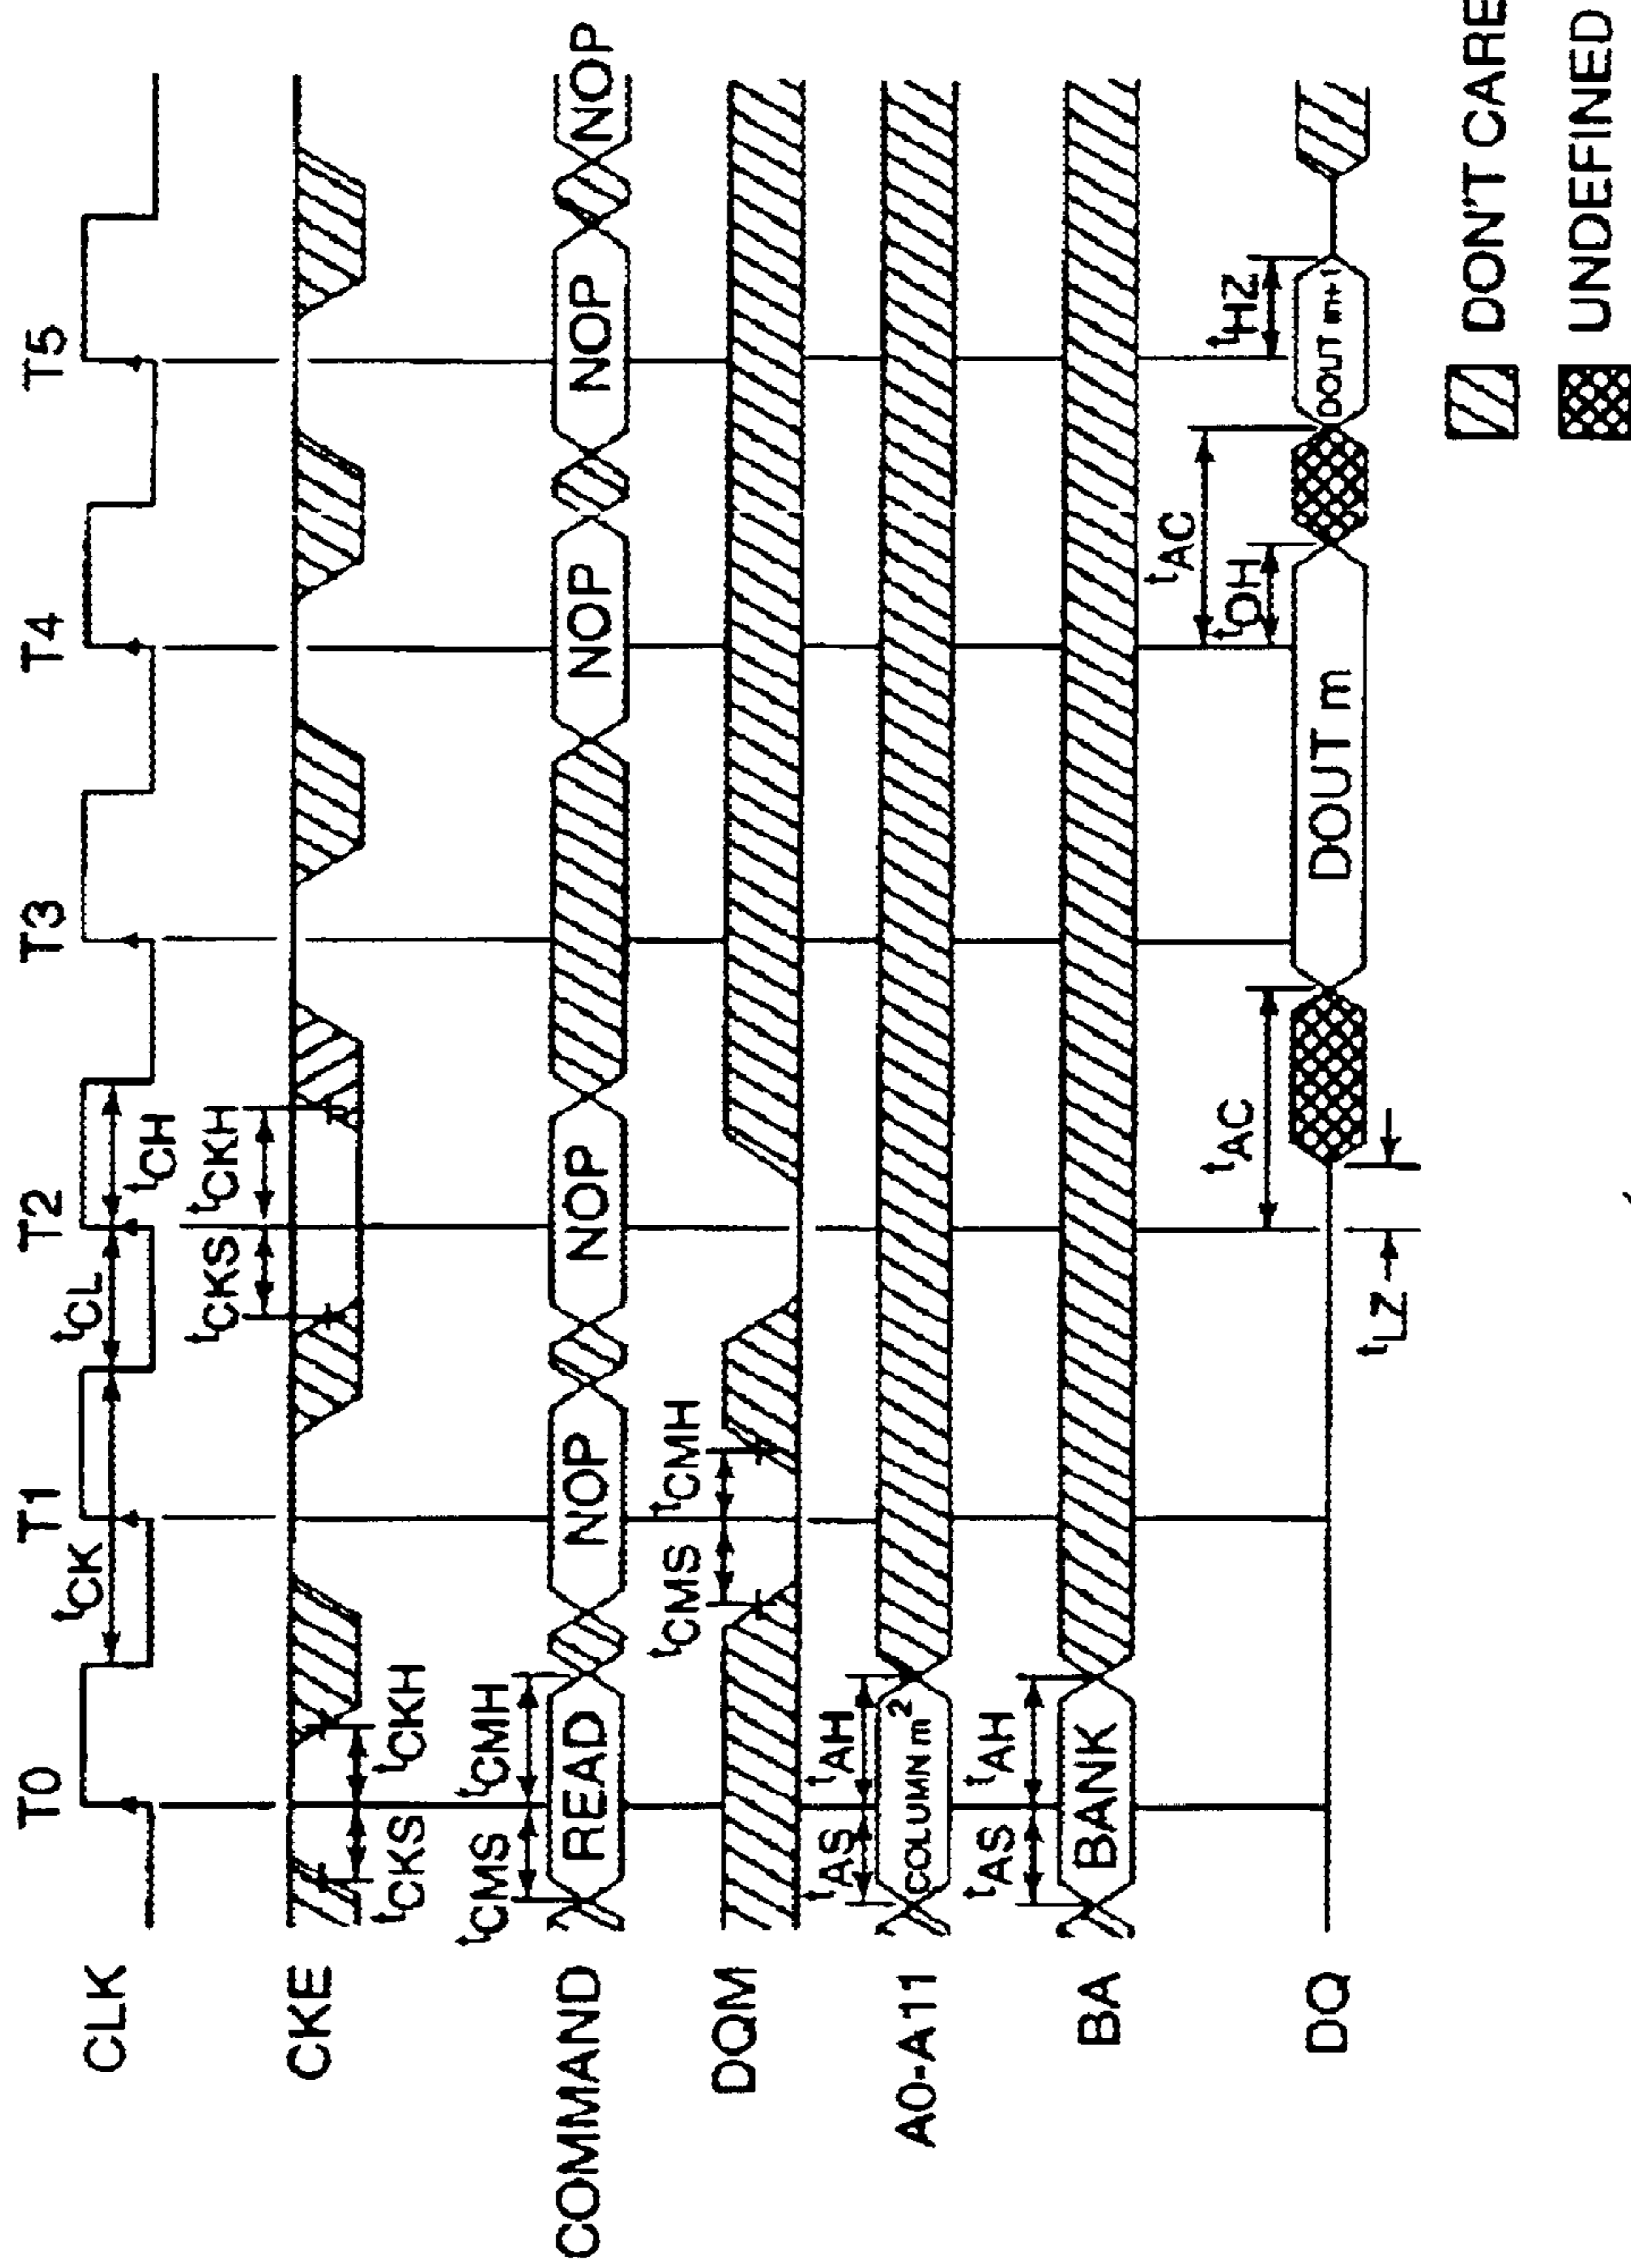 T0 T1 T2 T3 T4 T5
tCK tCL tCH
CLK
tCKS tCKH
CKE
tCKS tCKH
tCMS tCMH
COMMAND READ NOP NOP NOP NOP NOP
tCMS tCMH
DQM
tAS tAH
A0-A11 COLUMN m2
tAS tAH
BA BANK
tAC tAC
tOH tHZ
DQ DOUT m DOUT m+1
tLZ
DON'T CARE
UNDEFINED